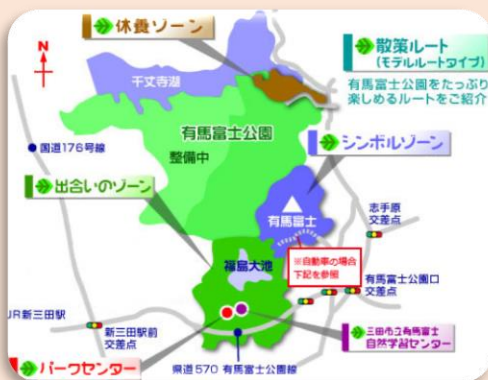 休養ゾーン
N
千丈寺湖
散策ルート
(モデルルートタイプ)
有馬富士公園をたっぷり
楽しめるルートをご紹介
有馬富士公園
整備中
国道176号線
シンボルゾーン
出合いのゾーン
有馬富士
志手原
交差点
福島大池
※自動車の場合
下記を参照
有馬富士公園口
交差点
JR新三田駅
新三田駅前
交差点
三田市立有馬富士
自然学習センター
パークセンター
県道570 有馬富士公園線